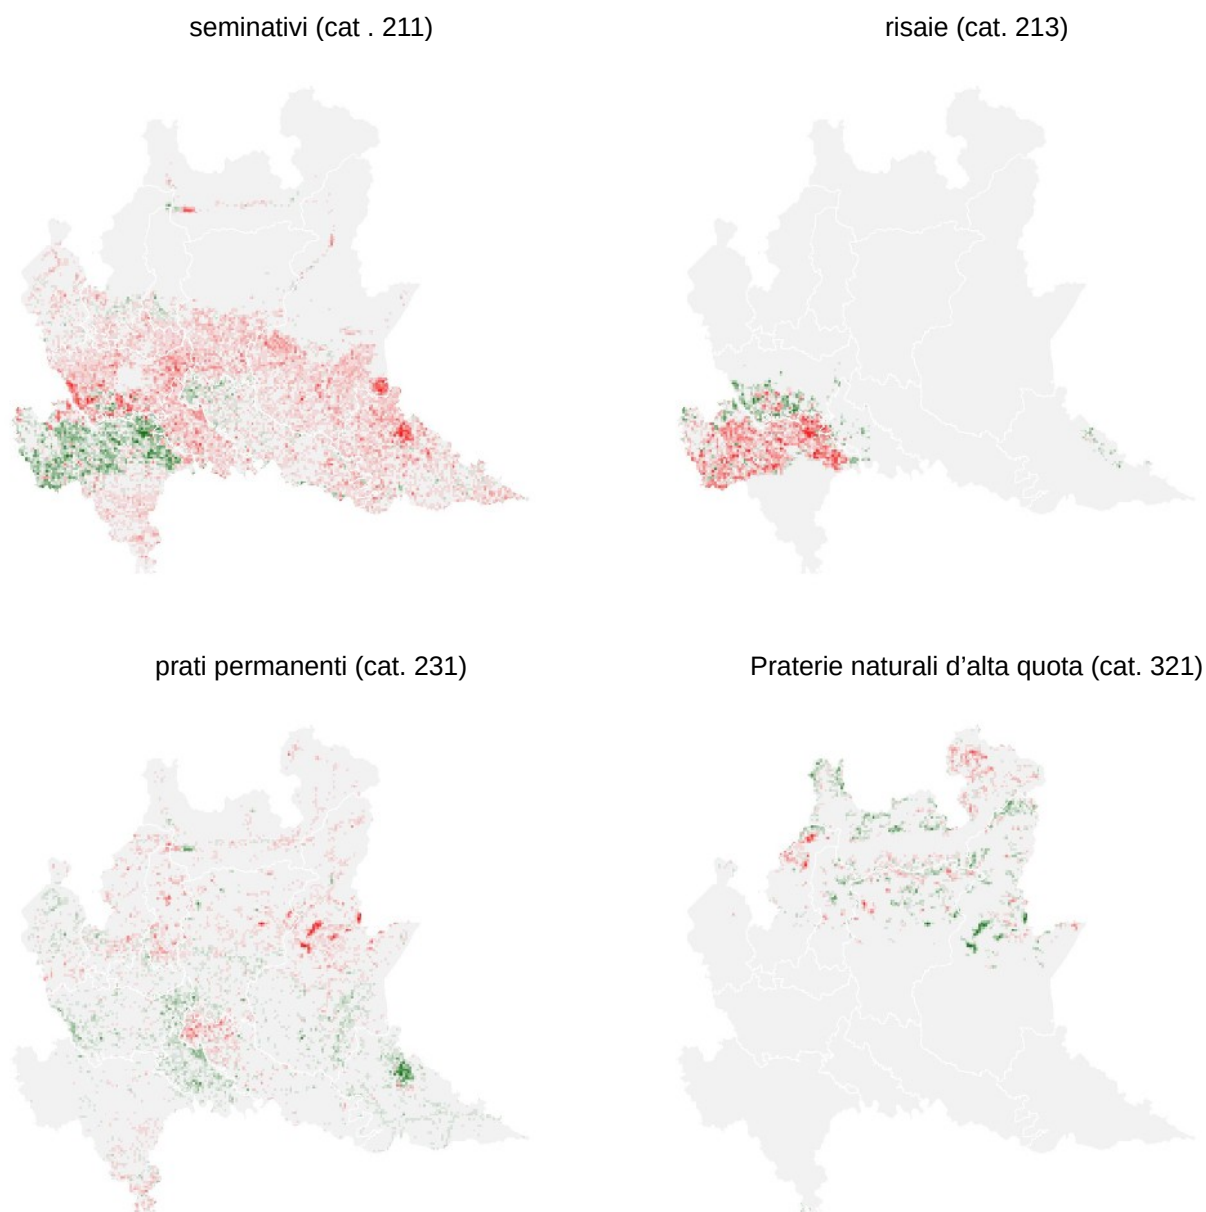 seminativi (cat . 211)
risaie (cat. 213)
prati permanenti (cat. 231)
Praterie naturali d’alta quota (cat. 321)